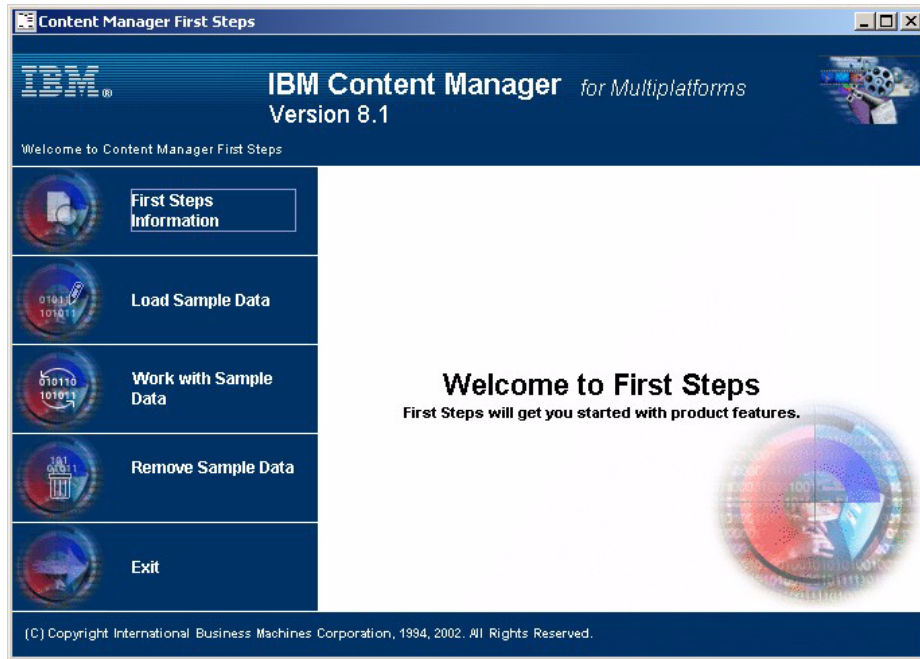 Content Manager First Steps
IBM®
IBM Content Manager for Multiplatforms
Version 8.1
Welcome to Content Manager First Steps
First Steps
Information
Load Sample Data
Work with Sample
Data
Remove Sample Data
Exit
Welcome to First Steps
First Steps will get you started with product features.
(C) Copyright International Business Machines Corporation, 1994, 2002. All Rights Reserved.